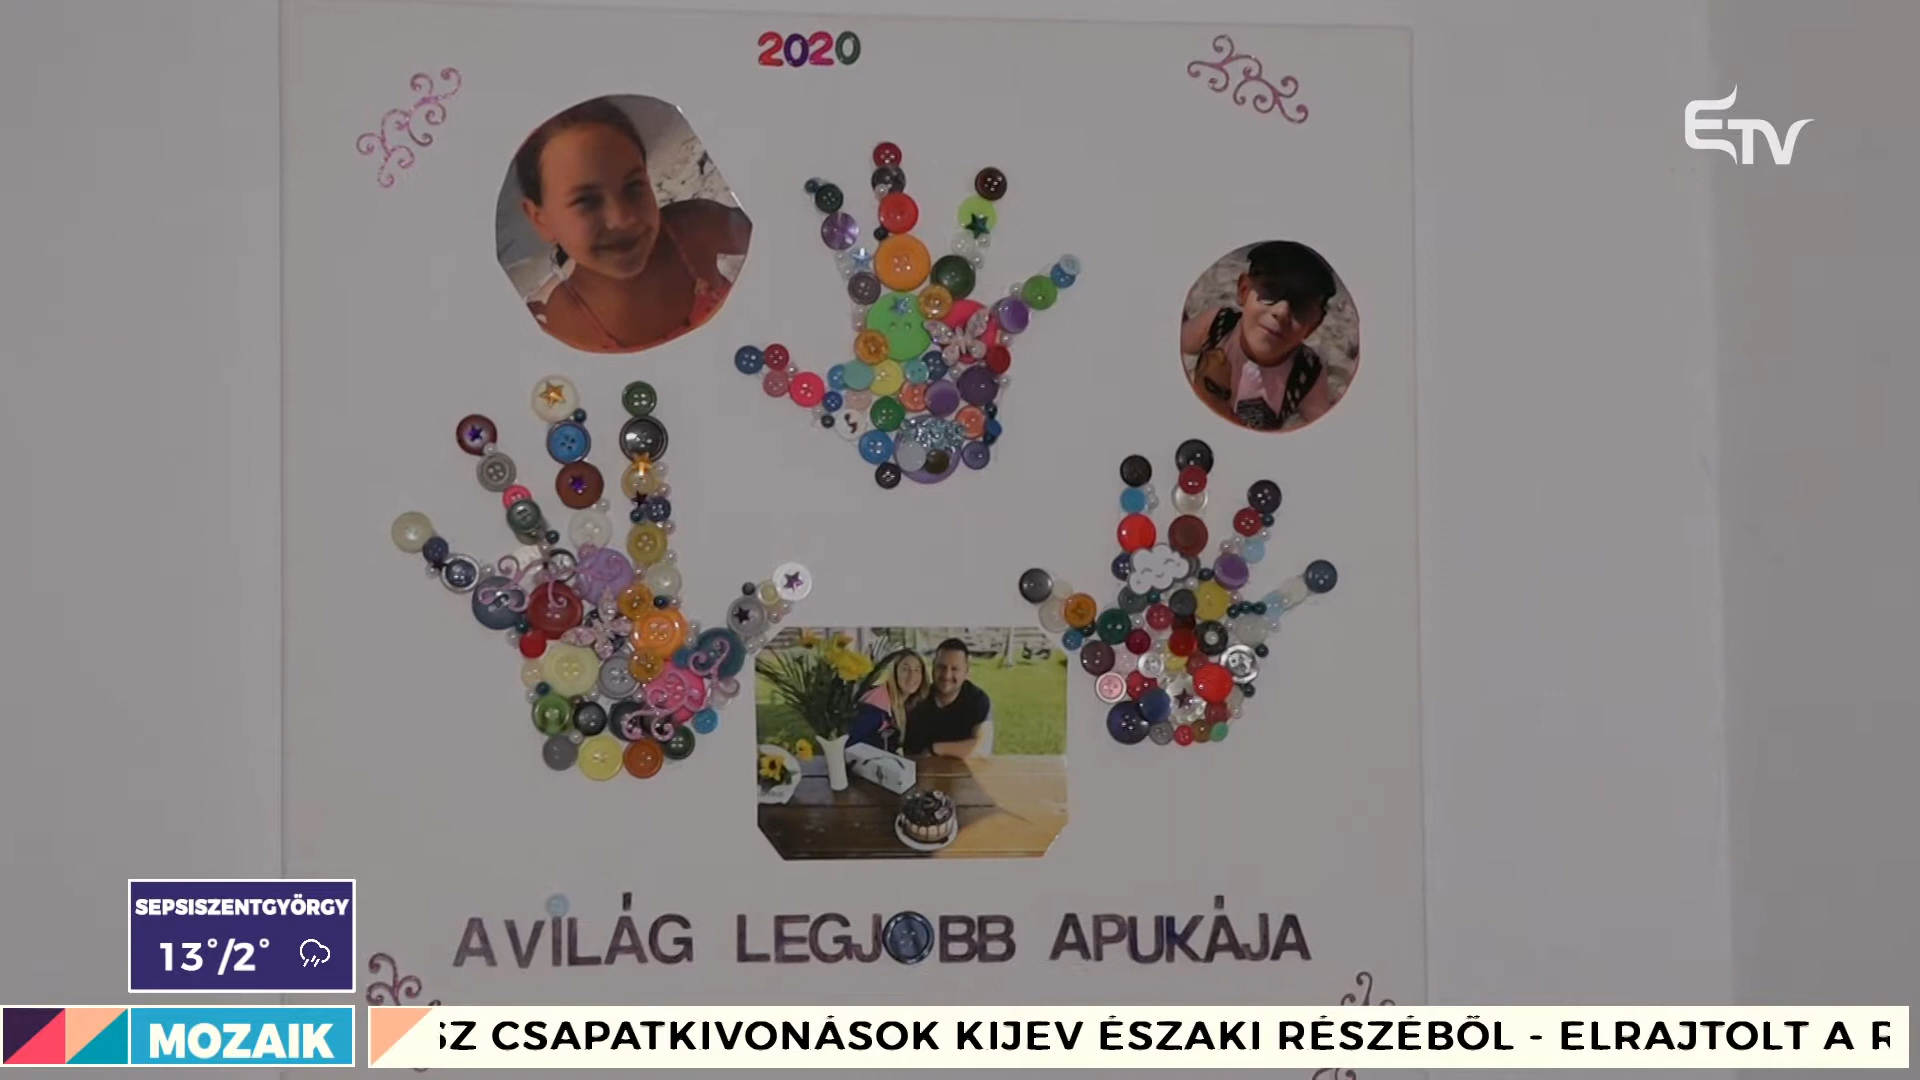 2020
ETV
A VILÁG LEGJOBB APUKÁJA
SEPSISZENTGYÖRGY
13°/2°
MOZAIK
CSAPATKIVONÁSOK KIJEV ÉSZAKI RÉSZÉBŐL - ELRAJTOLT A